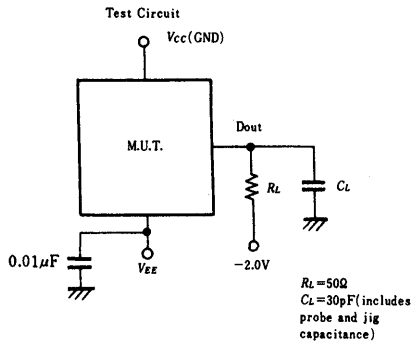 Test Circuit
Vcc(GND)
M.U.T.
Dout
RL
CL
0.01μF
VEE
−2.0V
RL=50Ω
CL=30pF(includes
probe and jig
capacitance)